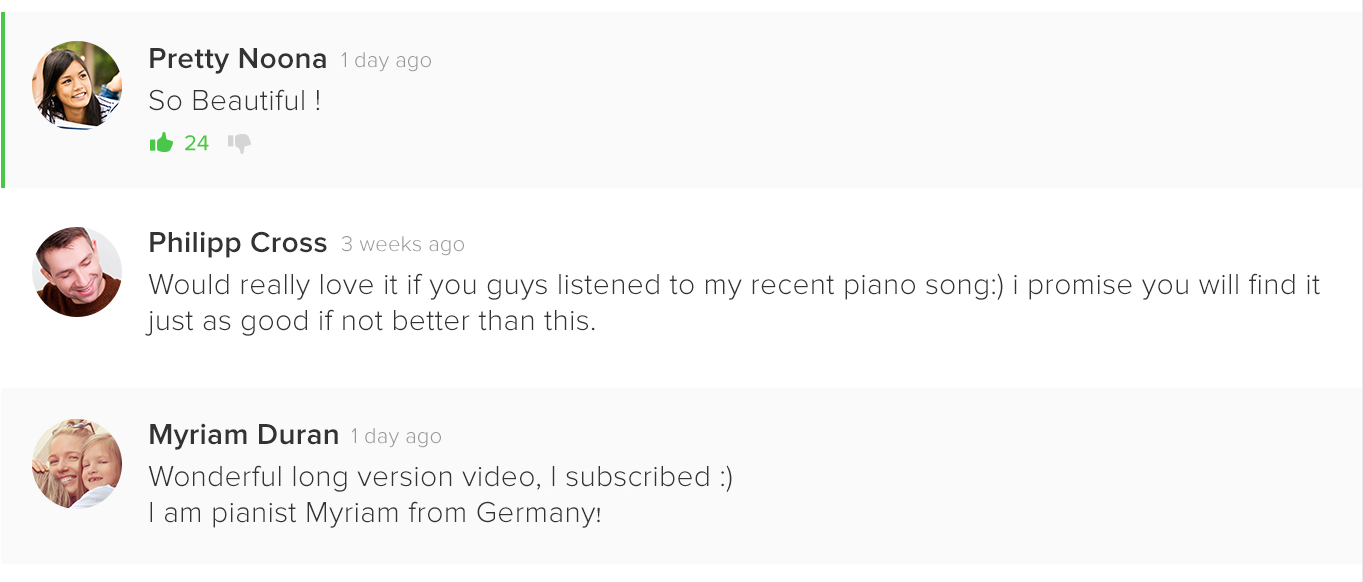 Pretty Noona 1 day ago
So Beautiful !
24
Philipp Cross 3 weeks ago
Would really love it if you guys listened to my recent piano song:) i promise you will find it
just as good if not better than this.
Myriam Duran 1 day ago
Wonderful long version video, I subscribed :)
I am pianist Myriam from Germany!